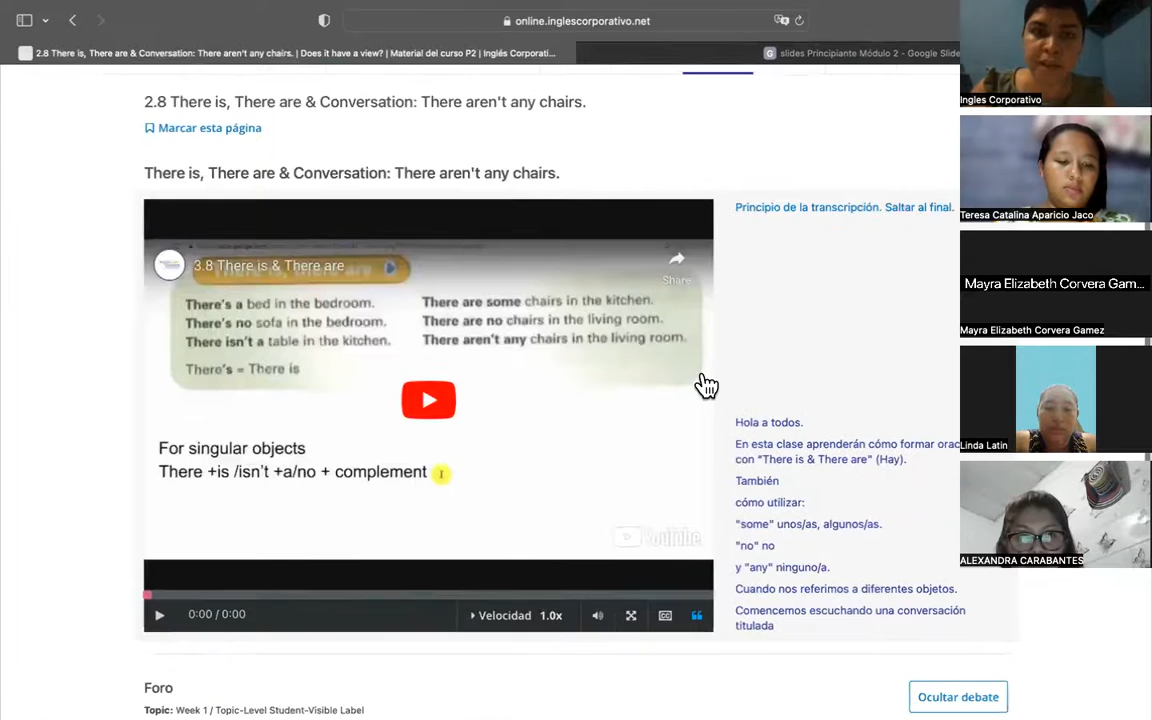 online.inglescorporativo.net
2.8 There is, There are & Conversation: There aren't any chairs. | Does it have a view? | Material del curso P2 | Inglés Corporati...
slides Principiante Módulo 2 - Google Slide
2.8 There is, There are & Conversation: There aren't any chairs.
Marcar esta página
There is, There are & Conversation: There aren't any chairs.
Principio de la transcripción. Saltar al final.
3.8 There is & There are
Share
There's a bed in the bedroom.
There are some chairs in the kitchen.
There's no sofa in the bedroom.
There are no chairs in the living room.
There isn't a table in the kitchen.
There aren't any chairs in the living room.
There's = There is
For singular objects
There +is /isn't +a/no + complement
YouTube
0:00 / 0:00
Velocidad 1.0x
Hola a todos.
En esta clase aprenderán cómo formar orac
con "There is & There are" (Hay).
También
cómo utilizar:
"some" unos/as, algunos/as.
"no" no
y "any" ninguno/a.
Cuando nos referimos a diferentes objetos.
Comencemos escuchando una conversación
titulada
Foro
Topic: Week 1 / Topic-Level Student-Visible Label
Ocultar debate
Ingles Corporativo
Teresa Catalina Aparicio Jaco
Mayra Elizabeth Corvera Gam...
Mayra Elizabeth Corvera Gamez
Linda Latin
ALEXANDRA CARABANTES